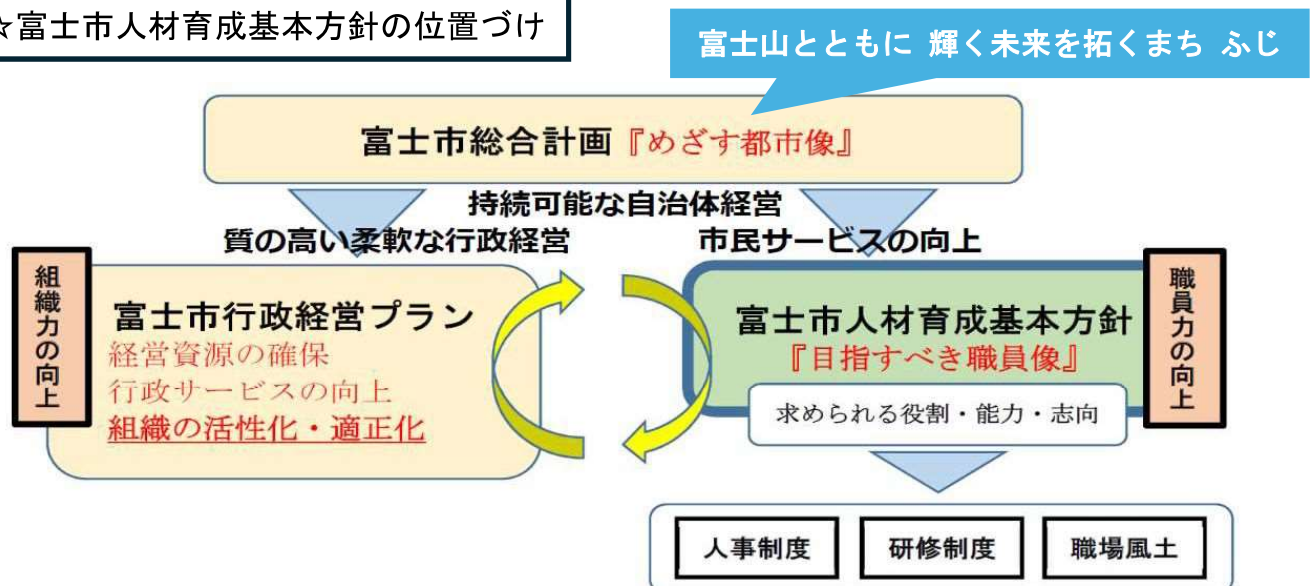 ☆富士市人材育成基本方針の位置づけ
富士山とともに 輝く未来を拓くまち ふじ
富士市総合計画『めざす都市像』
持続可能な自治体経営
質の高い柔軟な行政経営
市民サービスの向上
組織力の向上
富士市行政経営プラン
経営資源の確保
行政サービスの向上
組織の活性化・適正化
富士市人材育成基本方針
『目指すべき職員像』
求められる役割・能力・志向
職員力の向上
人事制度
研修制度
職場風土